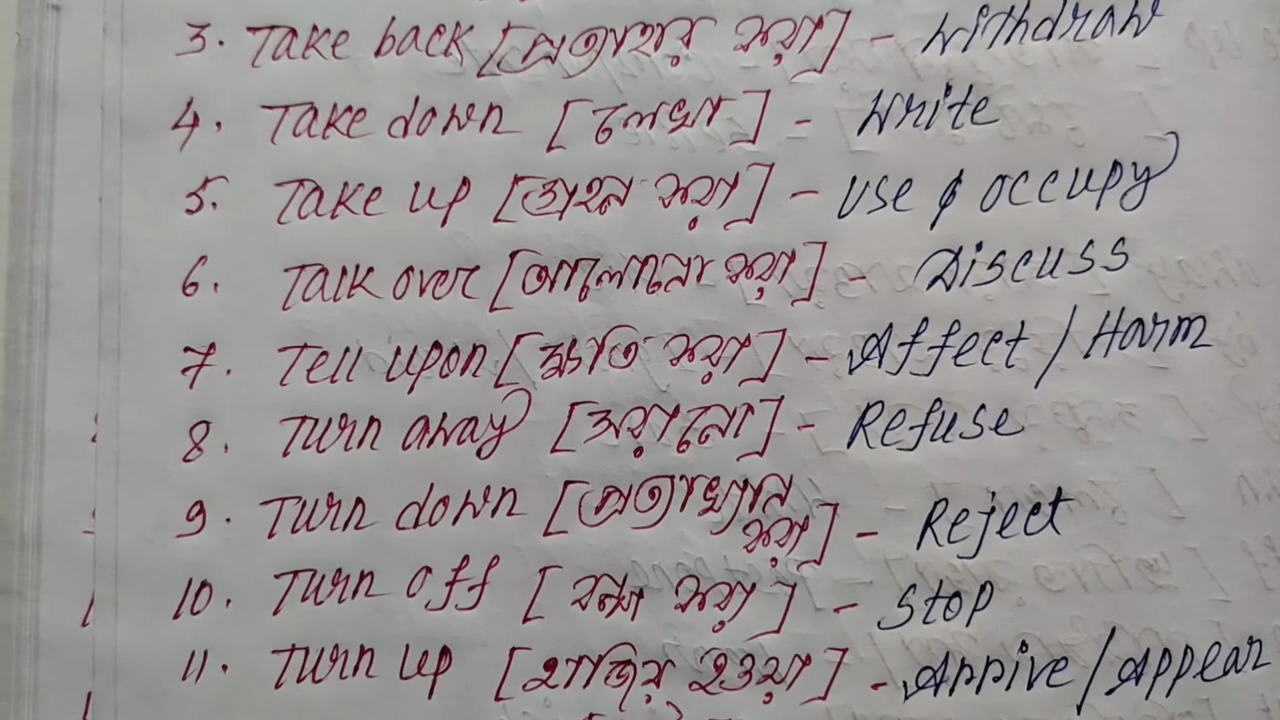 3. Take back [প্রত্যাহার করা] - Withdraw
4. Take down [লেখা] - Write
5. Take up [গ্রহন করা] - Use & occupy
6. Talk over [আলোচনা করা] - Discuss
7. Tell upon [ক্ষতি করা] - Affect / Harm
8. Turn away [সরানো] - Refuse
9. Turn down [প্রত্যাখ্যান
করা] - Reject
10. Turn off [বন্ধ করা] - Stop
11. Turn up [হাজির হওয়া] - Arrive / Appear